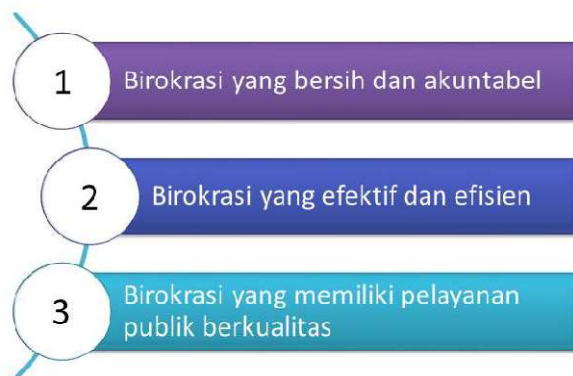 1
Birokrasi yang bersih dan akuntabel
2
Birokrasi yang efektif dan efisien
3
Birokrasi yang memiliki pelayanan
publik berkualitas